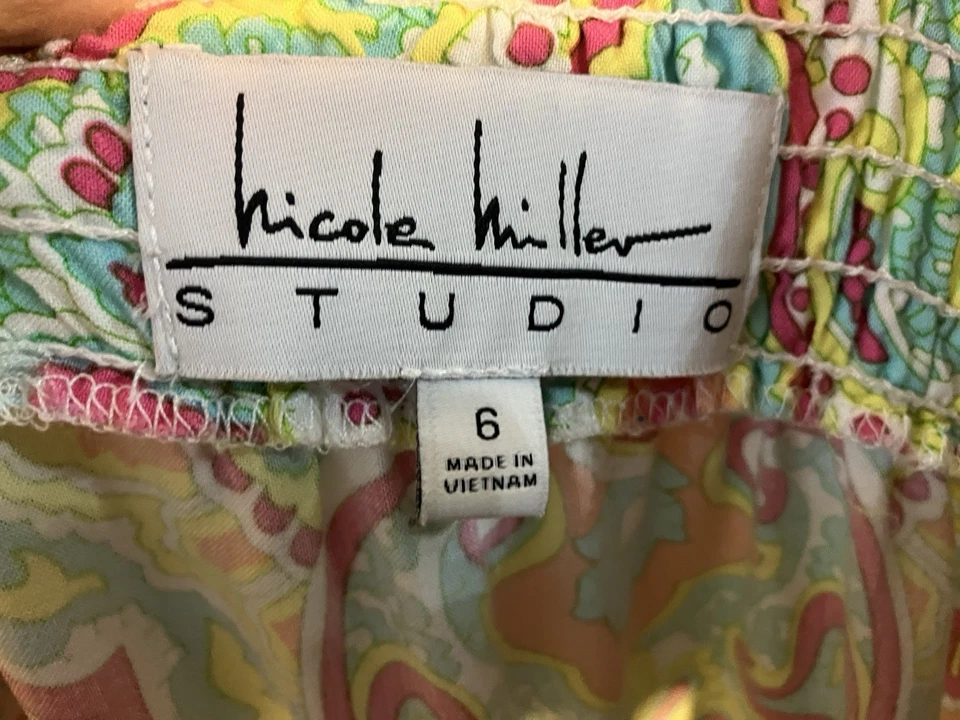 nicole miller
STUDIO
6
MADE IN
VIETNAM